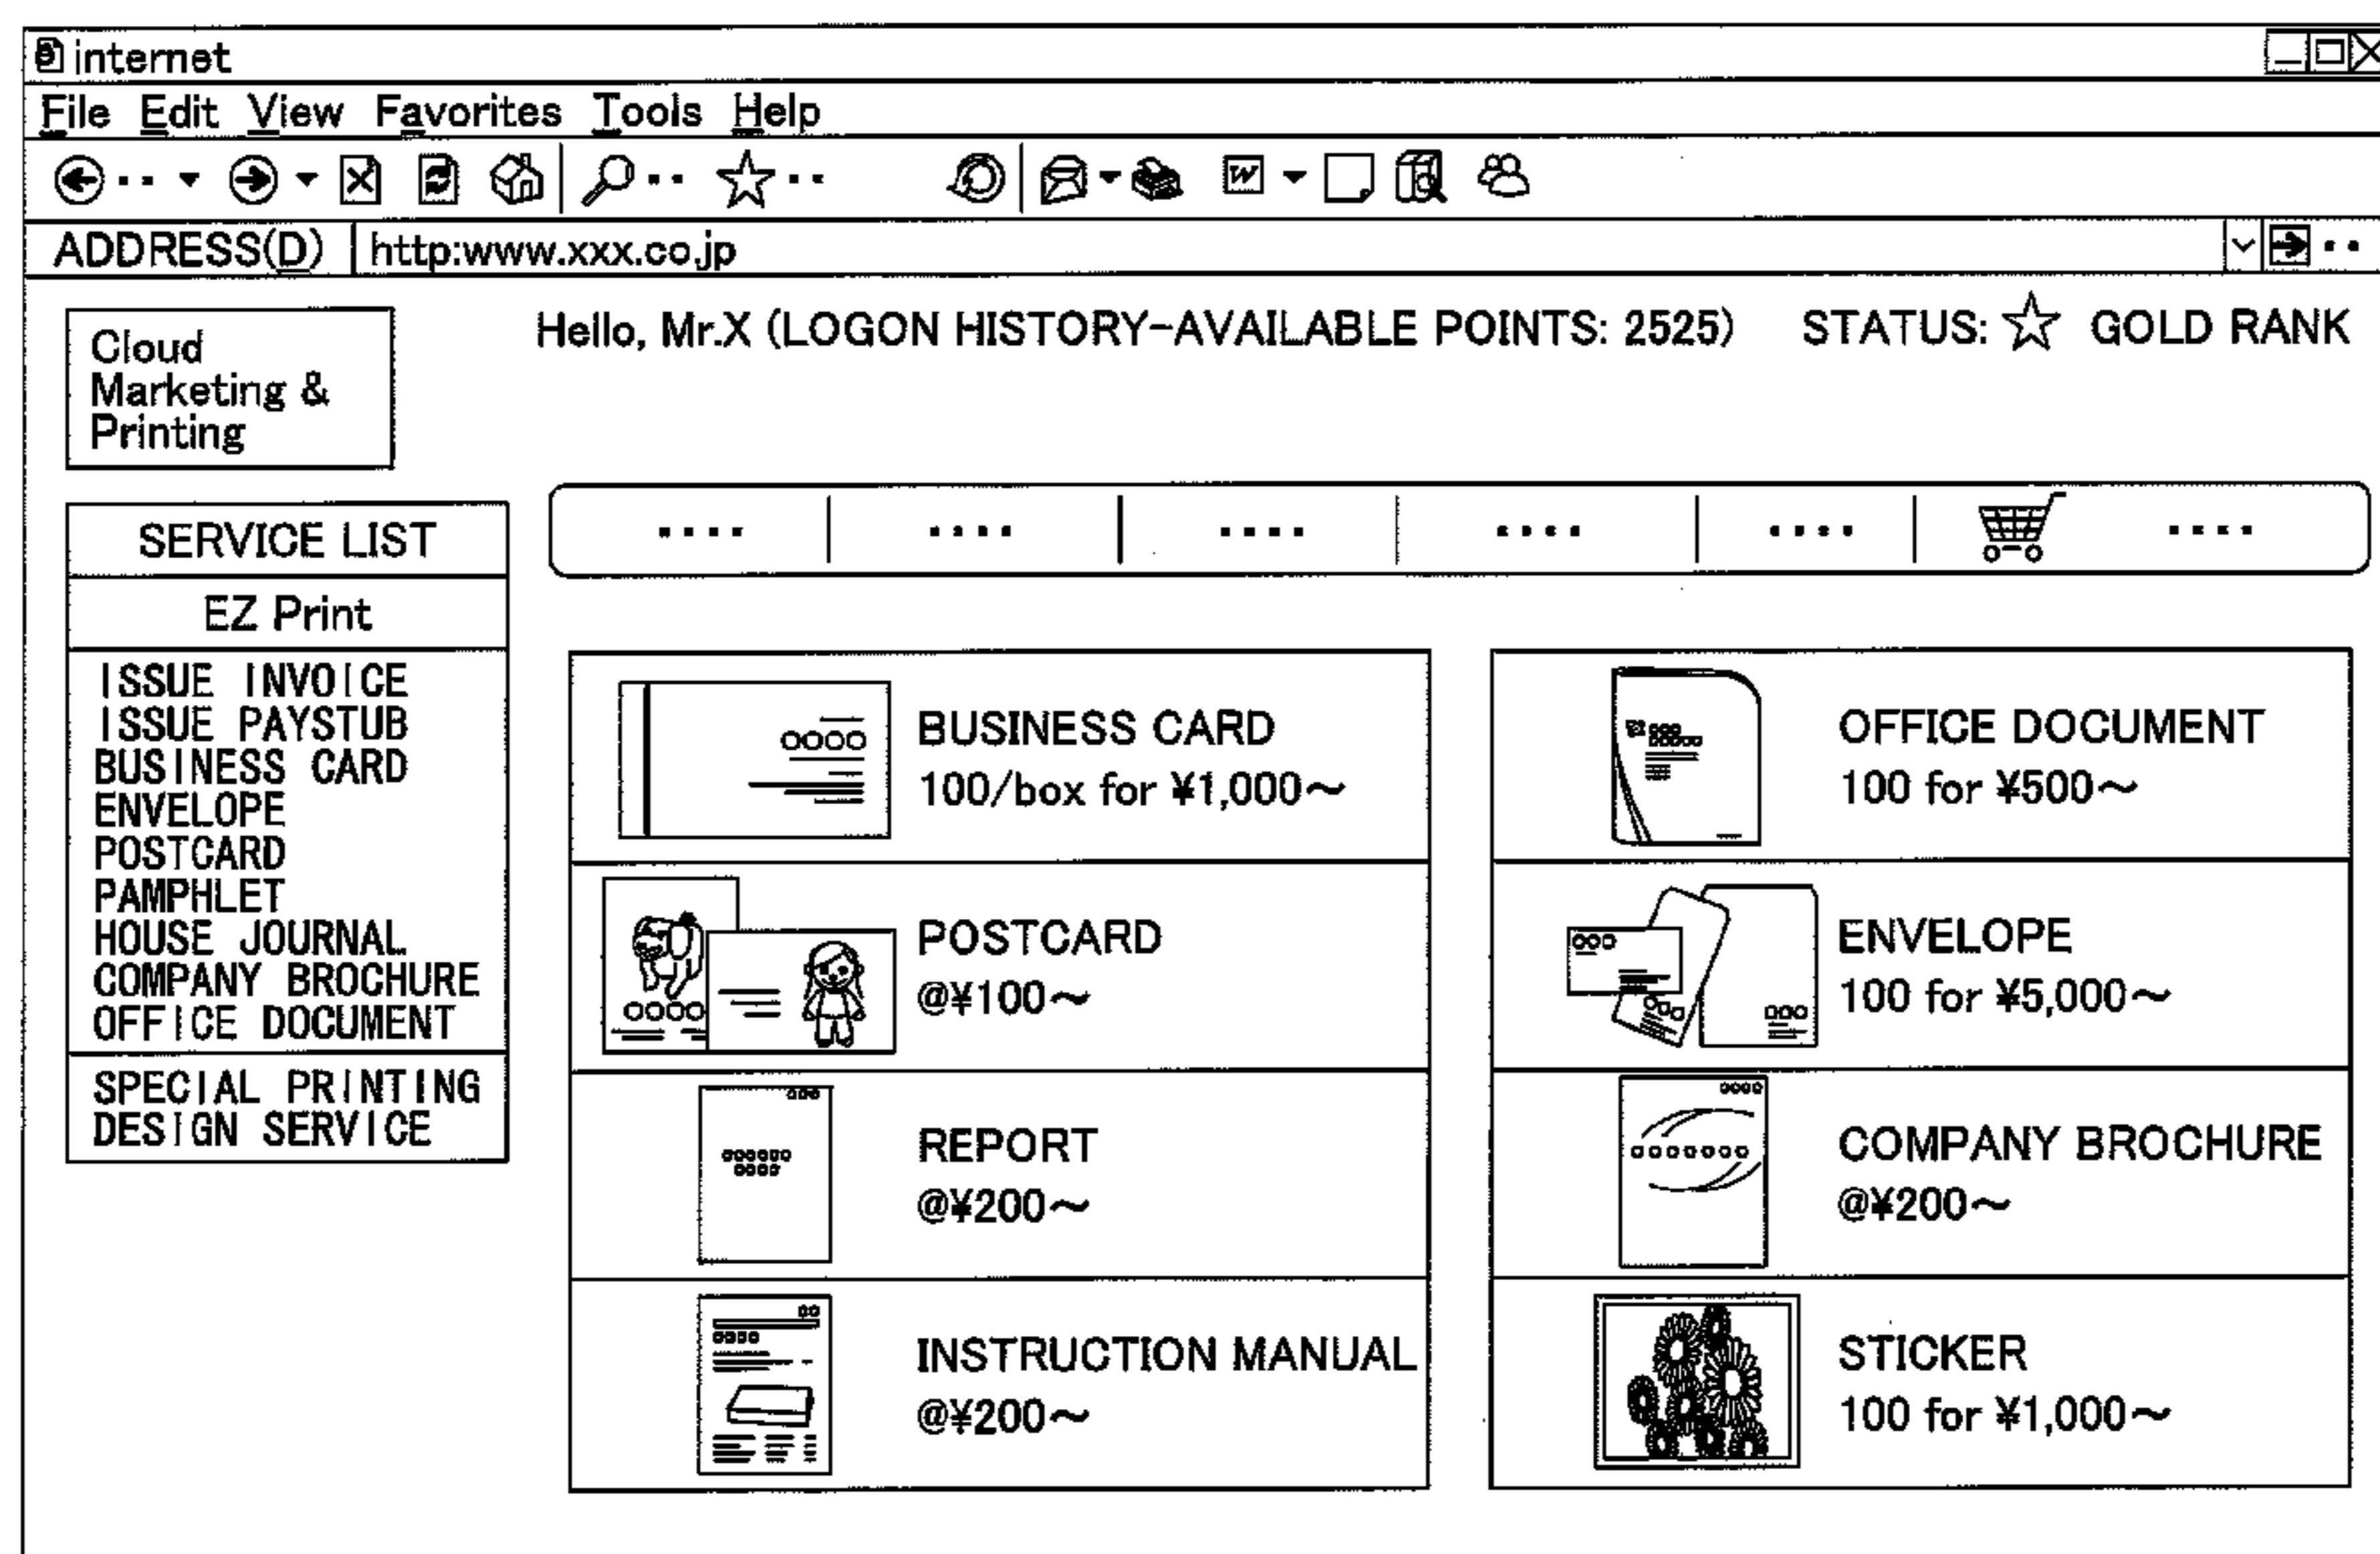 internet
File Edit View Favorites Tools Help
ADDRESS(D) http:www.xxx.co.jp
Cloud
Marketing &
Printing
Hello, Mr.X (LOGON HISTORY-AVAILABLE POINTS: 2525) STATUS: ☆ GOLD RANK
SERVICE LIST
EZ Print
ISSUE INVOICE
ISSUE PAYSTUB
BUSINESS CARD
ENVELOPE
POSTCARD
PAMPHLET
HOUSE JOURNAL
COMPANY BROCHURE
OFFICE DOCUMENT
SPECIAL PRINTING
DESIGN SERVICE
BUSINESS CARD
100/box for ¥1,000～
OFFICE DOCUMENT
100 for ¥500～
POSTCARD
@¥100～
ENVELOPE
100 for ¥5,000～
REPORT
@¥200～
COMPANY BROCHURE
@¥200～
INSTRUCTION MANUAL
@¥200～
STICKER
100 for ¥1,000～